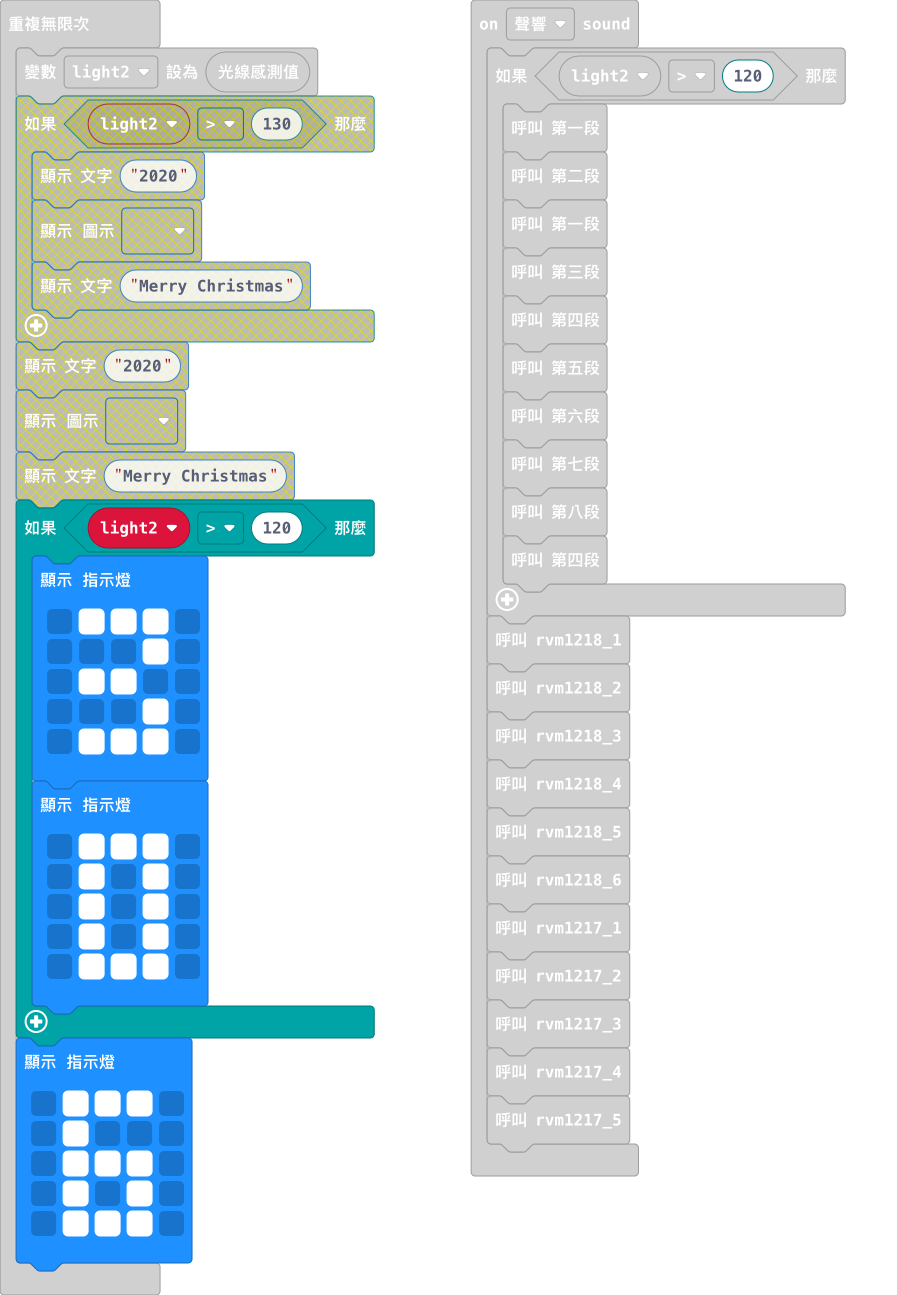 重複無限次
變數 light2 設為 光線感測值
如果 light2 > 130 那麼
顯示 文字 "2020"
顯示 圖示
顯示 文字 "Merry Christmas"
顯示 文字 "2020"
顯示 圖示
顯示 文字 "Merry Christmas"
如果 light2 > 120 那麼
顯示 指示燈
顯示 指示燈
顯示 指示燈
on 聲響 sound
如果 light2 > 120 那麼
呼叫 第一段
呼叫 第二段
呼叫 第一段
呼叫 第三段
呼叫 第四段
呼叫 第五段
呼叫 第六段
呼叫 第七段
呼叫 第八段
呼叫 第四段
呼叫 rvm1218_1
呼叫 rvm1218_2
呼叫 rvm1218_3
呼叫 rvm1218_4
呼叫 rvm1218_5
呼叫 rvm1218_6
呼叫 rvm1217_1
呼叫 rvm1217_2
呼叫 rvm1217_3
呼叫 rvm1217_4
呼叫 rvm1217_5